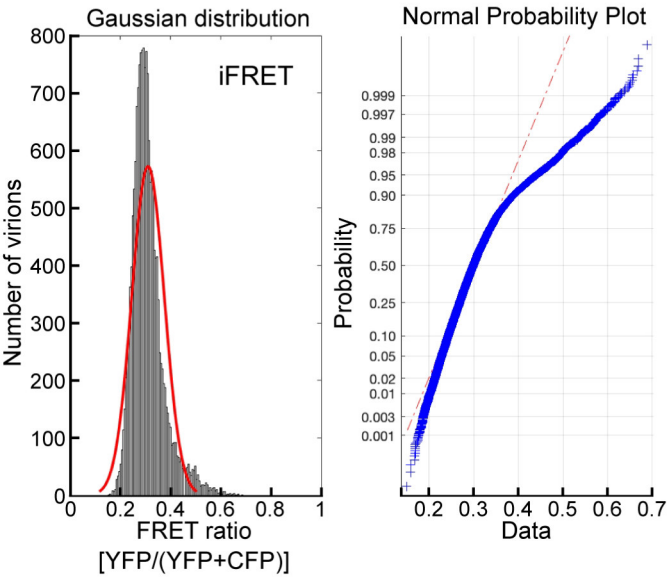 Gaussian distribution
iFRET
Number of virions
800
700
600
500
400
300
200
100
0
0 0.2 0.4 0.6 0.8 1
FRET ratio
[YFP/(YFP+CFP)]
Normal Probability Plot
Probability
0.999
0.997
0.99
0.98
0.95
0.90
0.75
0.50
0.25
0.10
0.05
0.02
0.01
0.003
0.001
0.2 0.3 0.4 0.5 0.6 0.7
Data